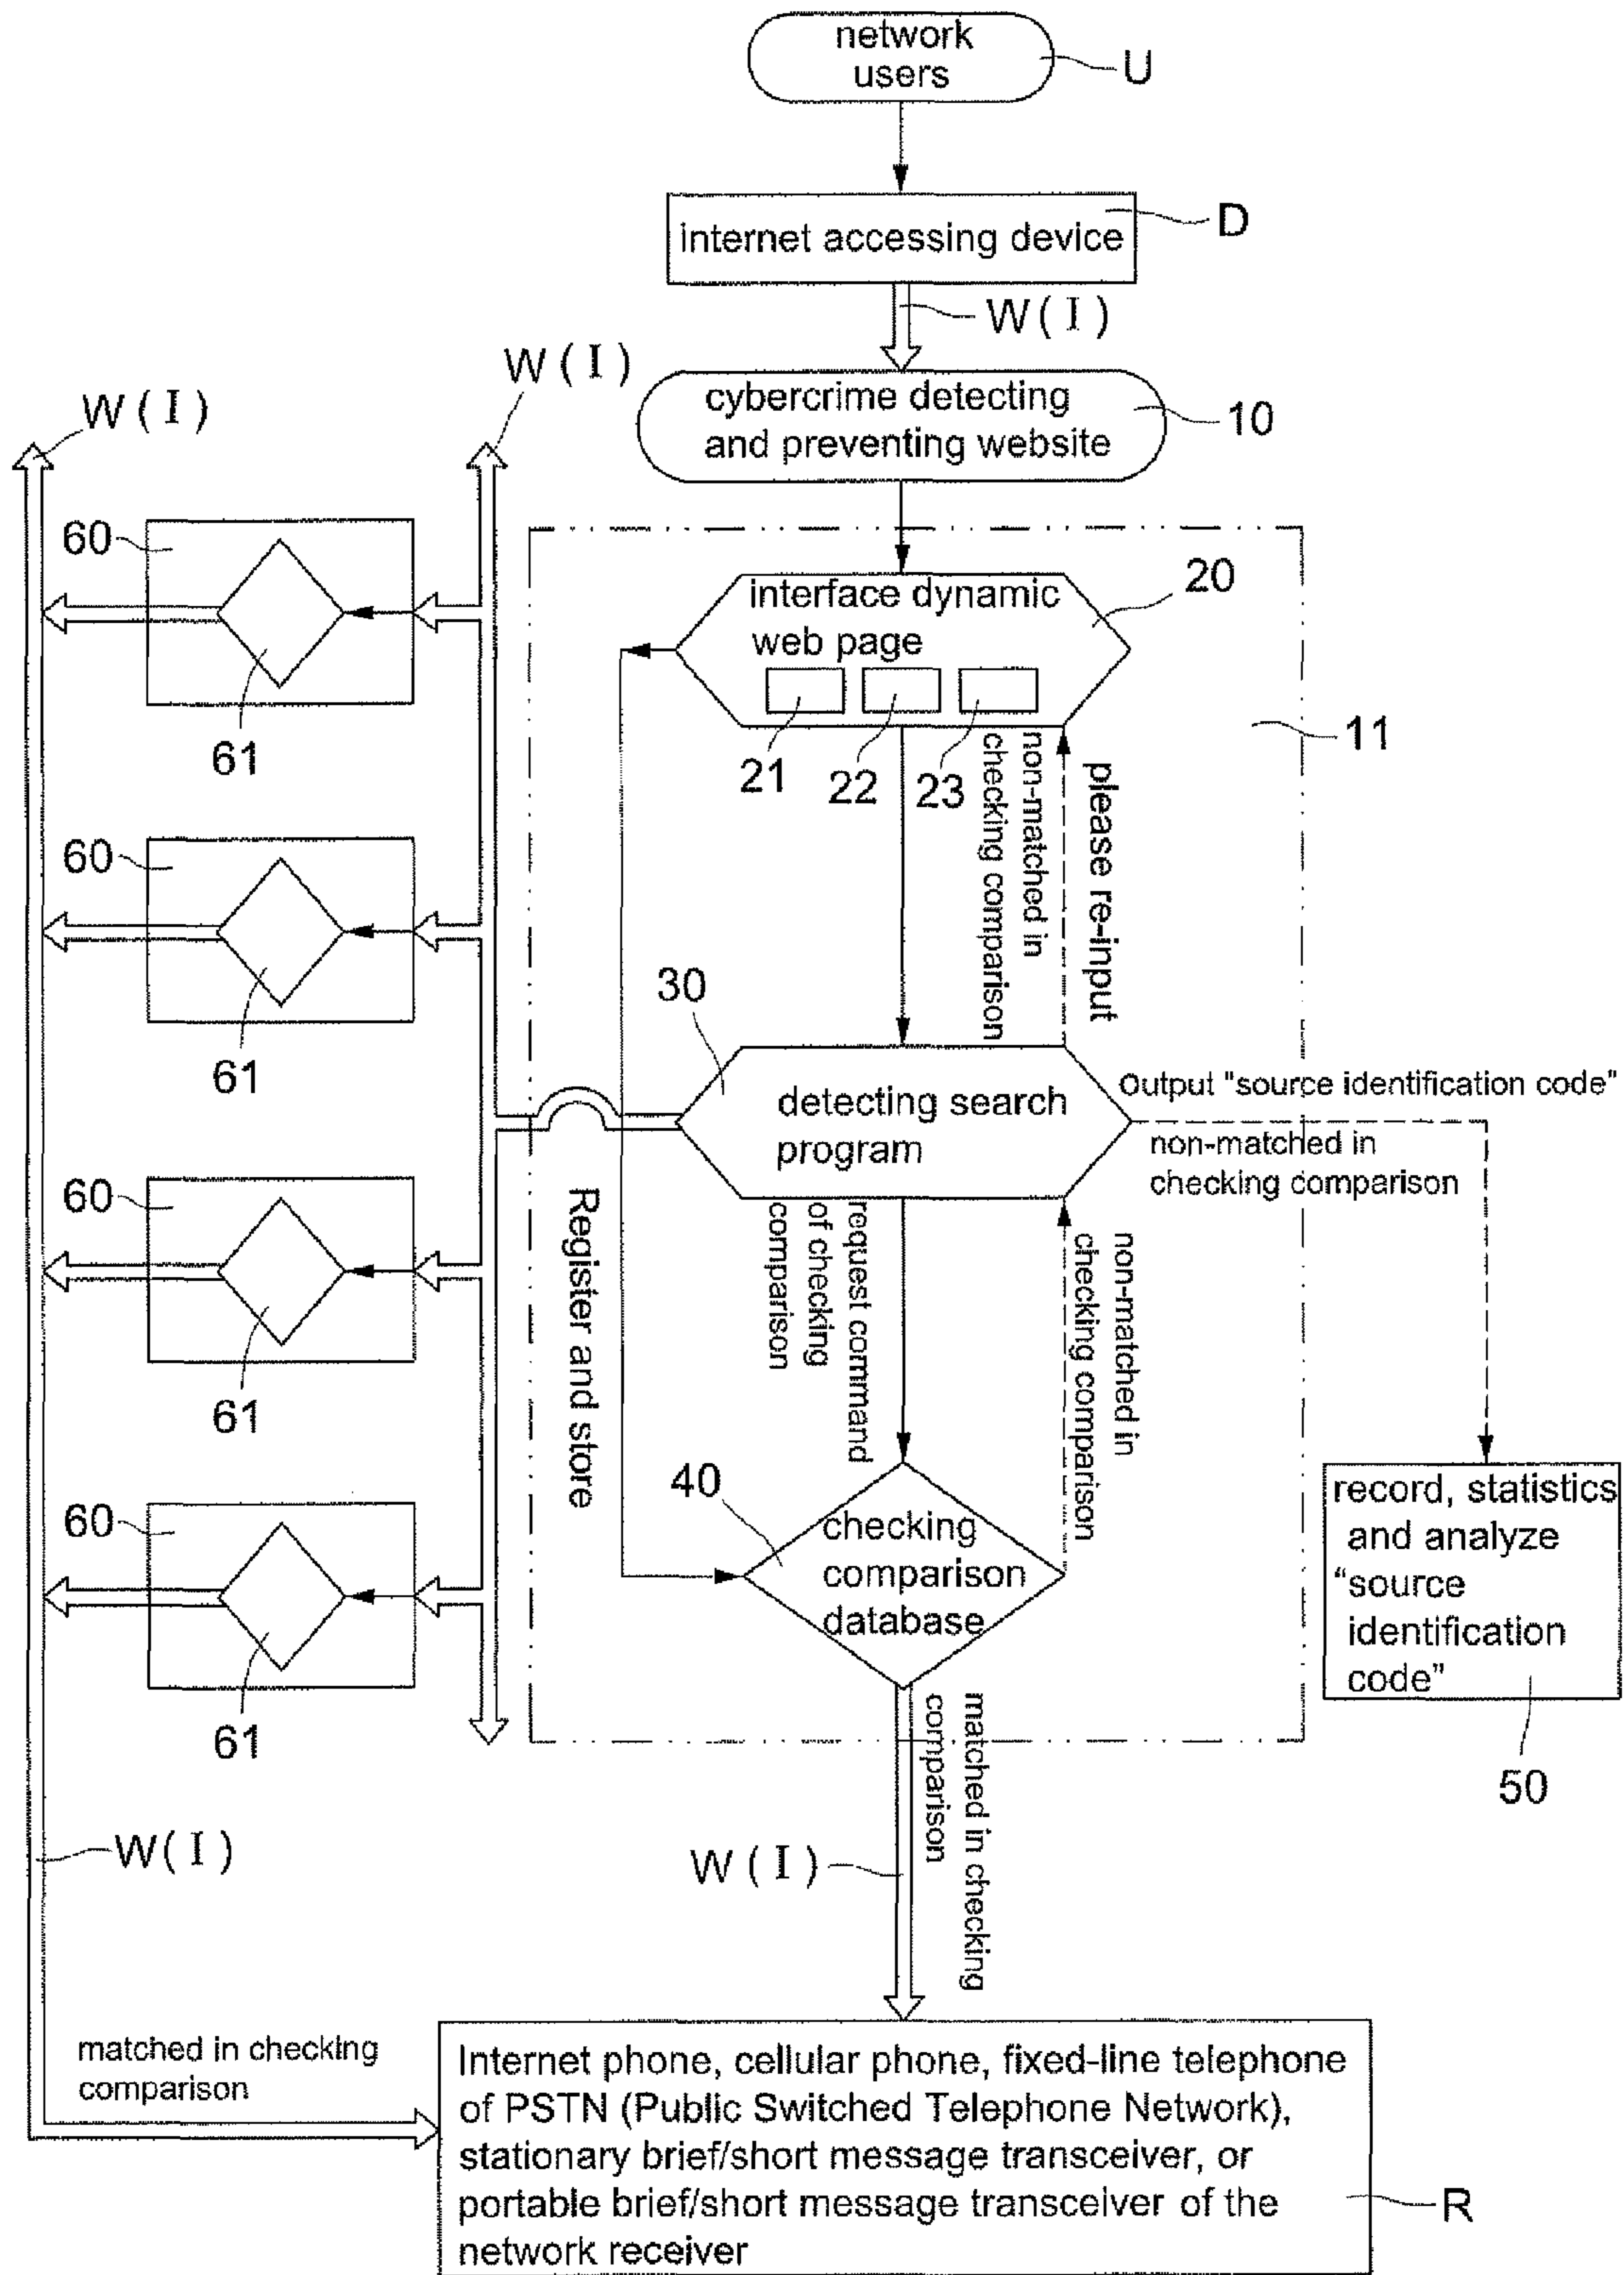 network
users
U
internet accessing device
D
W(I)
W(I)
W(I)
cybercrime detecting
and preventing website
10
60
61
60
61
60
61
60
61
interface dynamic
web page
20
21
22
23
11
non-matched in
checking comparison
please re-input
30
detecting search
program
output "source identification code"
non-matched in
checking comparison
Register and store
request command
of checking
comparison
non-matched in
checking comparison
40
checking
comparison
database
record, statistics
and analyze
“source
identification
code”
50
matched in checking
comparison
W(I)
W(I)
matched in checking
comparison
Internet phone, cellular phone, fixed-line telephone
of PSTN (Public Switched Telephone Network),
stationary brief/short message transceiver, or
portable brief/short message transceiver of the
network receiver
R